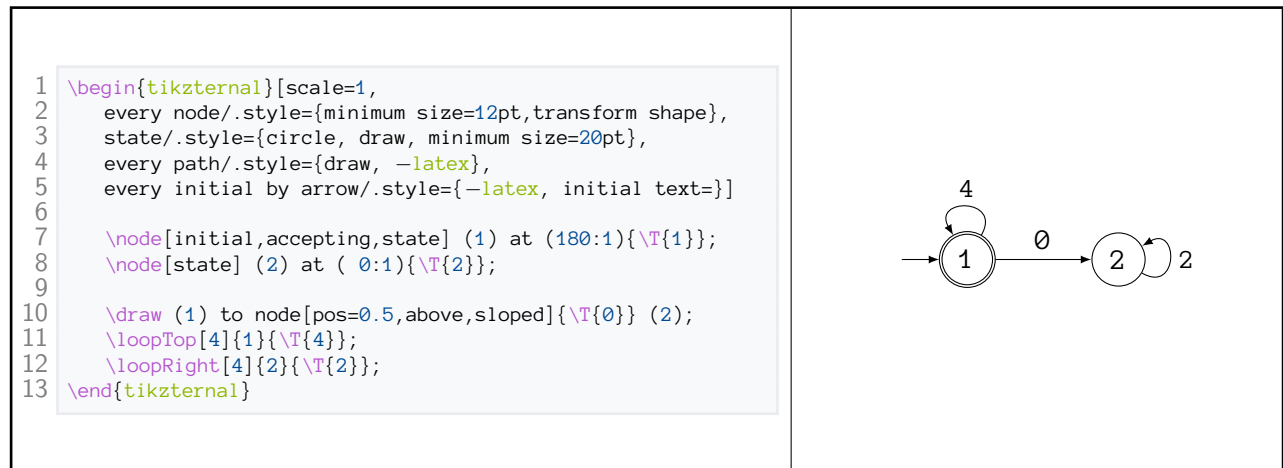 1 \begin{tikzternal}[scale=1,
2 every node/.style={minimum size=12pt,transform shape},
3 state/.style={circle, draw, minimum size=20pt},
4 every path/.style={draw, −latex},
5 every initial by arrow/.style={−latex, initial text=}]
6
7 \node[initial,accepting,state] (1) at (180:1){\T{1}};
8 \node[state] (2) at ( 0:1){\T{2}};
9
10 \draw (1) to node[pos=0.5,above,sloped]{\T{0}} (2);
11 \loopTop[4]{1}{\T{4}};
12 \loopRight[4]{2}{\T{2}};
13 \end{tikzternal}
4
0
1 2 2